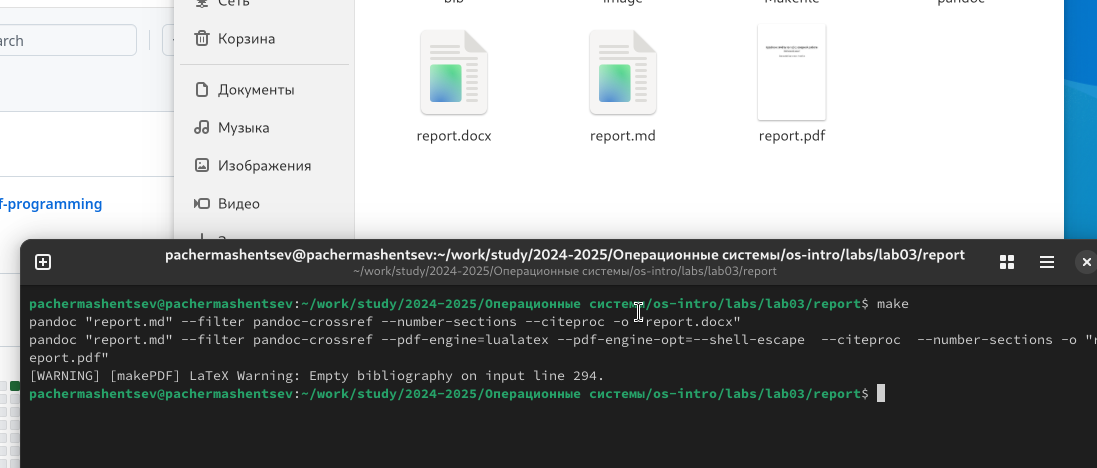 Сеть
bib
image
Makefile
pandoc
arch
Корзина
Документы
report.docx
report.md
report.pdf
Музыка
Изображения
f-programming
Видео
pachermashentsev@pachermashentsev:~/work/study/2024-2025/Операционные системы/os-intro/labs/lab03/report
~/work/study/2024-2025/Операционные системы/os-intro/labs/lab03/report
pachermashentsev@pachermashentsev:~/work/study/2024-2025/Операционные системы/os-intro/labs/lab03/report$ make
pandoc "report.md" --filter pandoc-crossref --number-sections --citeproc -o "report.docx"
pandoc "report.md" --filter pandoc-crossref --pdf-engine=lualatex --pdf-engine-opt=--shell-escape  --citeproc  --number-sections -o "r
eport.pdf"
[WARNING] [makePDF] LaTeX Warning: Empty bibliography on input line 294.
pachermashentsev@pachermashentsev:~/work/study/2024-2025/Операционные системы/os-intro/labs/lab03/report$